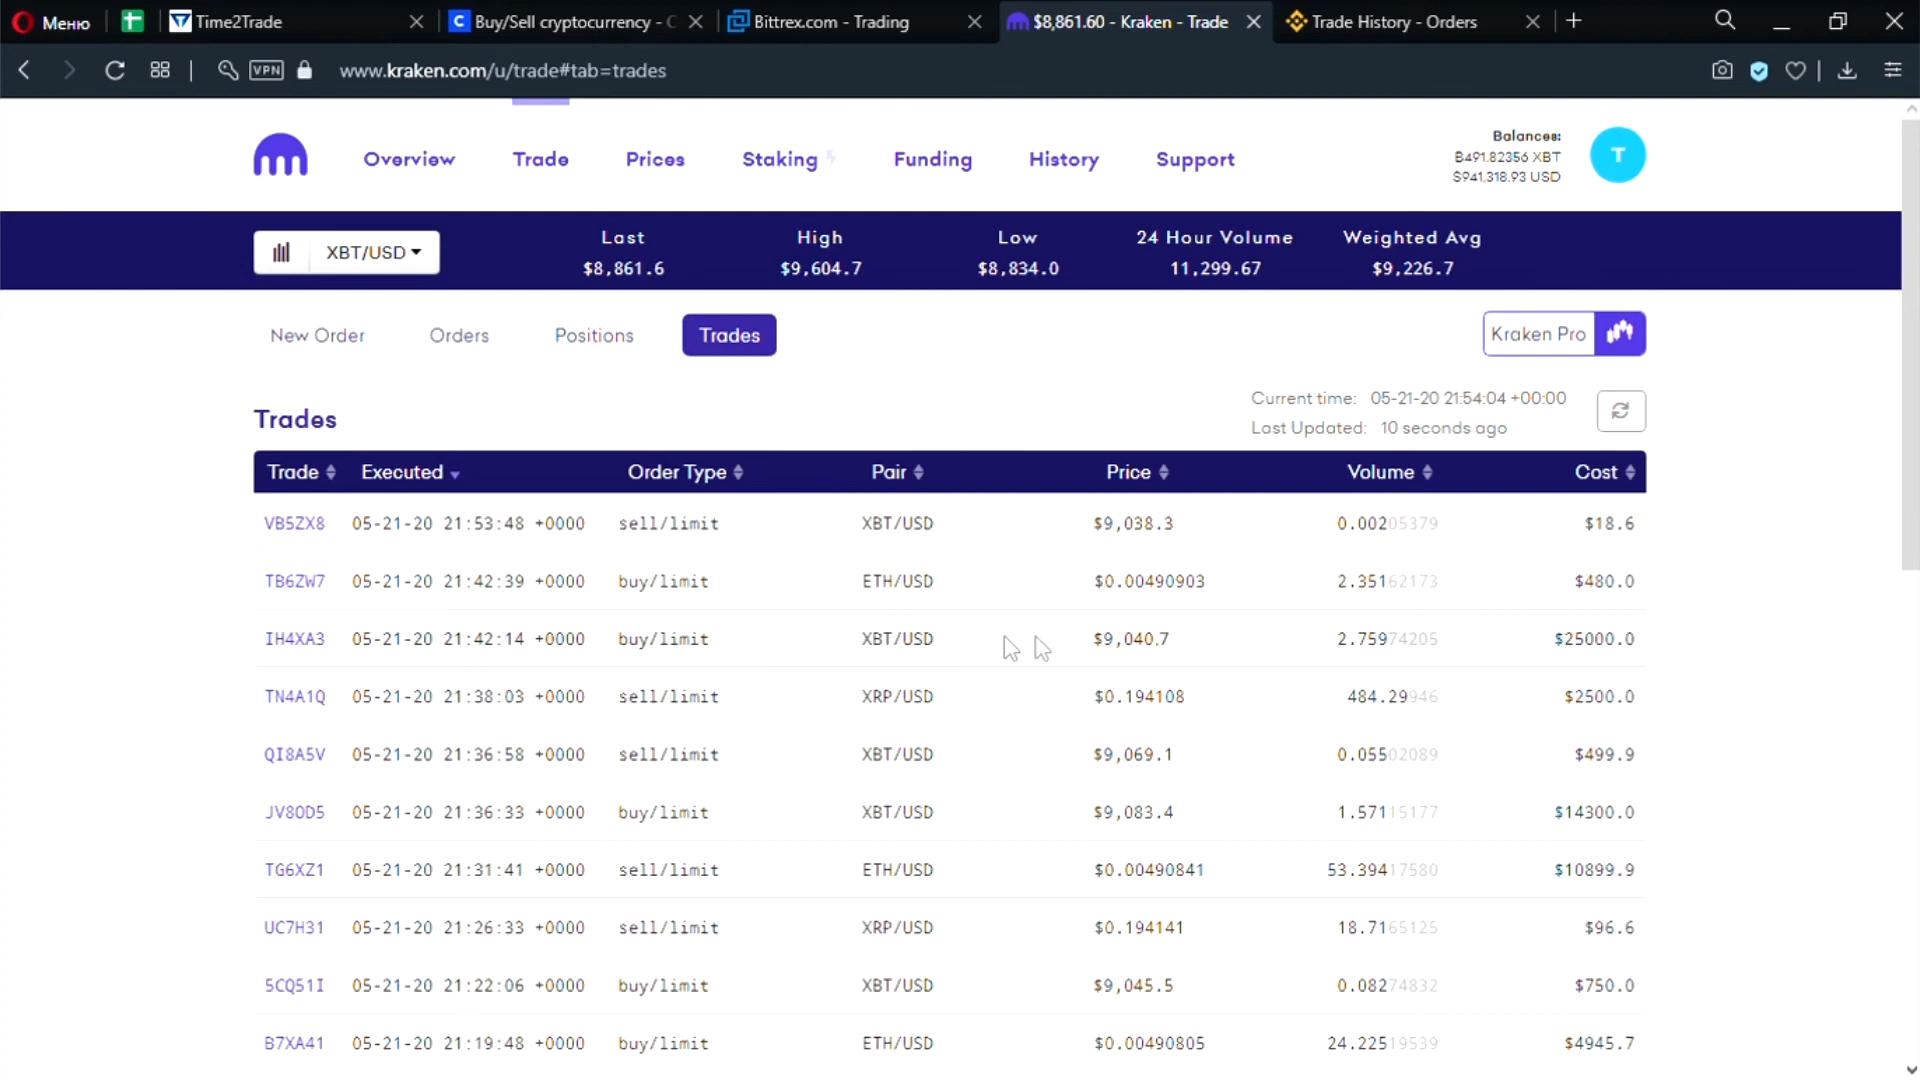 Меню
Time2Trade
Buy/Sell cryptocurrency - C
Bittrex.com - Trading
$8,861.60 - Kraken - Trade
Trade History - Orders
VPN
www.kraken.com/u/trade#tab=trades
Overview
Trade
Prices
Staking
Funding
History
Support
Balances:
Ƀ491.82356 XBT
$941,318.93 USD
T
XBT/USD
Last
High
Low
24 Hour Volume
Weighted Avg
$8,861.6
$9,604.7
$8,834.0
11,299.67
$9,226.7
New Order
Orders
Positions
Trades
Kraken Pro
Trades
Current time: 05-21-20 21:54:04 +00:00
Last Updated: 10 seconds ago
Trade Executed Order Type Pair Price Volume Cost
VB5ZX8 05-21-20 21:53:48 +0000 sell/limit XBT/USD $9,038.3 0.00205379 $18.6
TB6ZW7 05-21-20 21:42:39 +0000 buy/limit ETH/USD $0.00490903 2.35162173 $480.0
IH4XA3 05-21-20 21:42:14 +0000 buy/limit XBT/USD $9,040.7 2.75974205 $25000.0
TN4A1Q 05-21-20 21:38:03 +0000 sell/limit XRP/USD $0.194108 484.29946 $2500.0
QI8A5V 05-21-20 21:36:58 +0000 sell/limit XBT/USD $9,069.1 0.05502089 $499.9
JV8OD5 05-21-20 21:36:33 +0000 buy/limit XBT/USD $9,083.4 1.57115177 $14300.0
TG6XZ1 05-21-20 21:31:41 +0000 sell/limit ETH/USD $0.00490841 53.39417580 $10899.9
UC7H31 05-21-20 21:26:33 +0000 sell/limit XRP/USD $0.194141 18.7165125 $96.6
5CQ51I 05-21-20 21:22:06 +0000 buy/limit XBT/USD $9,045.5 0.08274832 $750.0
B7XA41 05-21-20 21:19:48 +0000 buy/limit ETH/USD $0.00490805 24.22519539 $4945.7